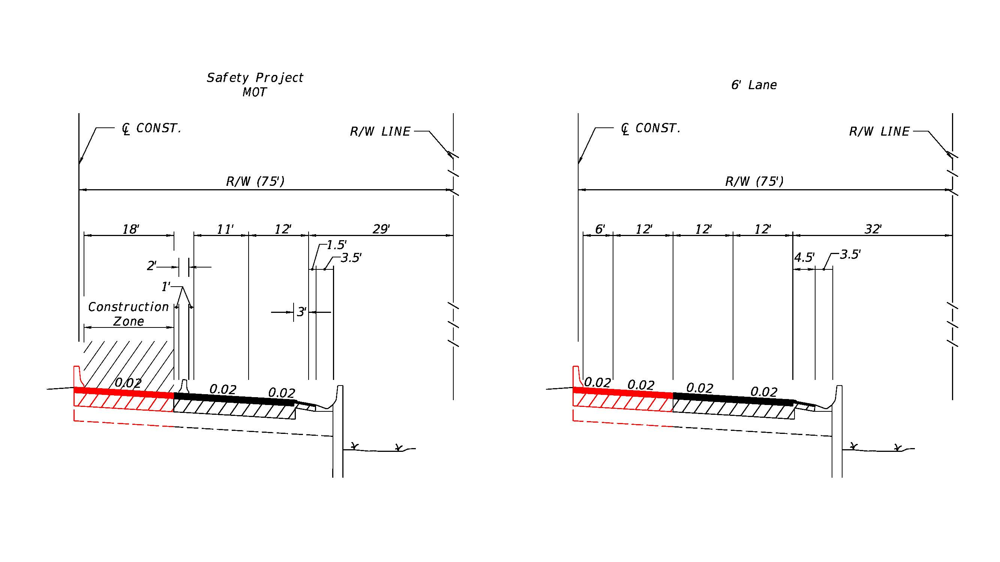 Safety Project
MOT
℄ CONST.
R/W LINE
R/W (75')
18'
11'
12'
29'
1.5'
3.5'
2'
1'
3'
Construction
Zone
0.02
0.02
0.02
6' Lane
℄ CONST.
R/W LINE
R/W (75')
6'
12'
12'
12'
32'
4.5'
3.5'
0.02
0.02
0.02
0.02